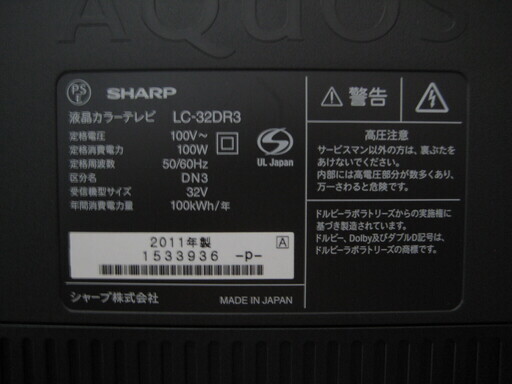 AQUOS
PS E
SHARP
液晶カラーテレビ LC-32DR3
定格電圧 100V～
定格消費電力 100W
定格周波数 50/60Hz
区分名 DN3
受信機型サイズ 32V
年間消費電力量 100kWh/年
UL Japan
2011年製 A
1533936 -p-
シャープ株式会社 MADE IN JAPAN
警告
高圧注意
サービスマン以外の方は、裏ぶたを
あけないでください。
内部には高電圧部分が数多くあり、
万一さわると危険です。
ドルビーラボラトリーズからの実施権に
基づき製造されています。
ドルビー、Dolby及びダブルD記号は、
ドルビーラボラトリーズの商標です。